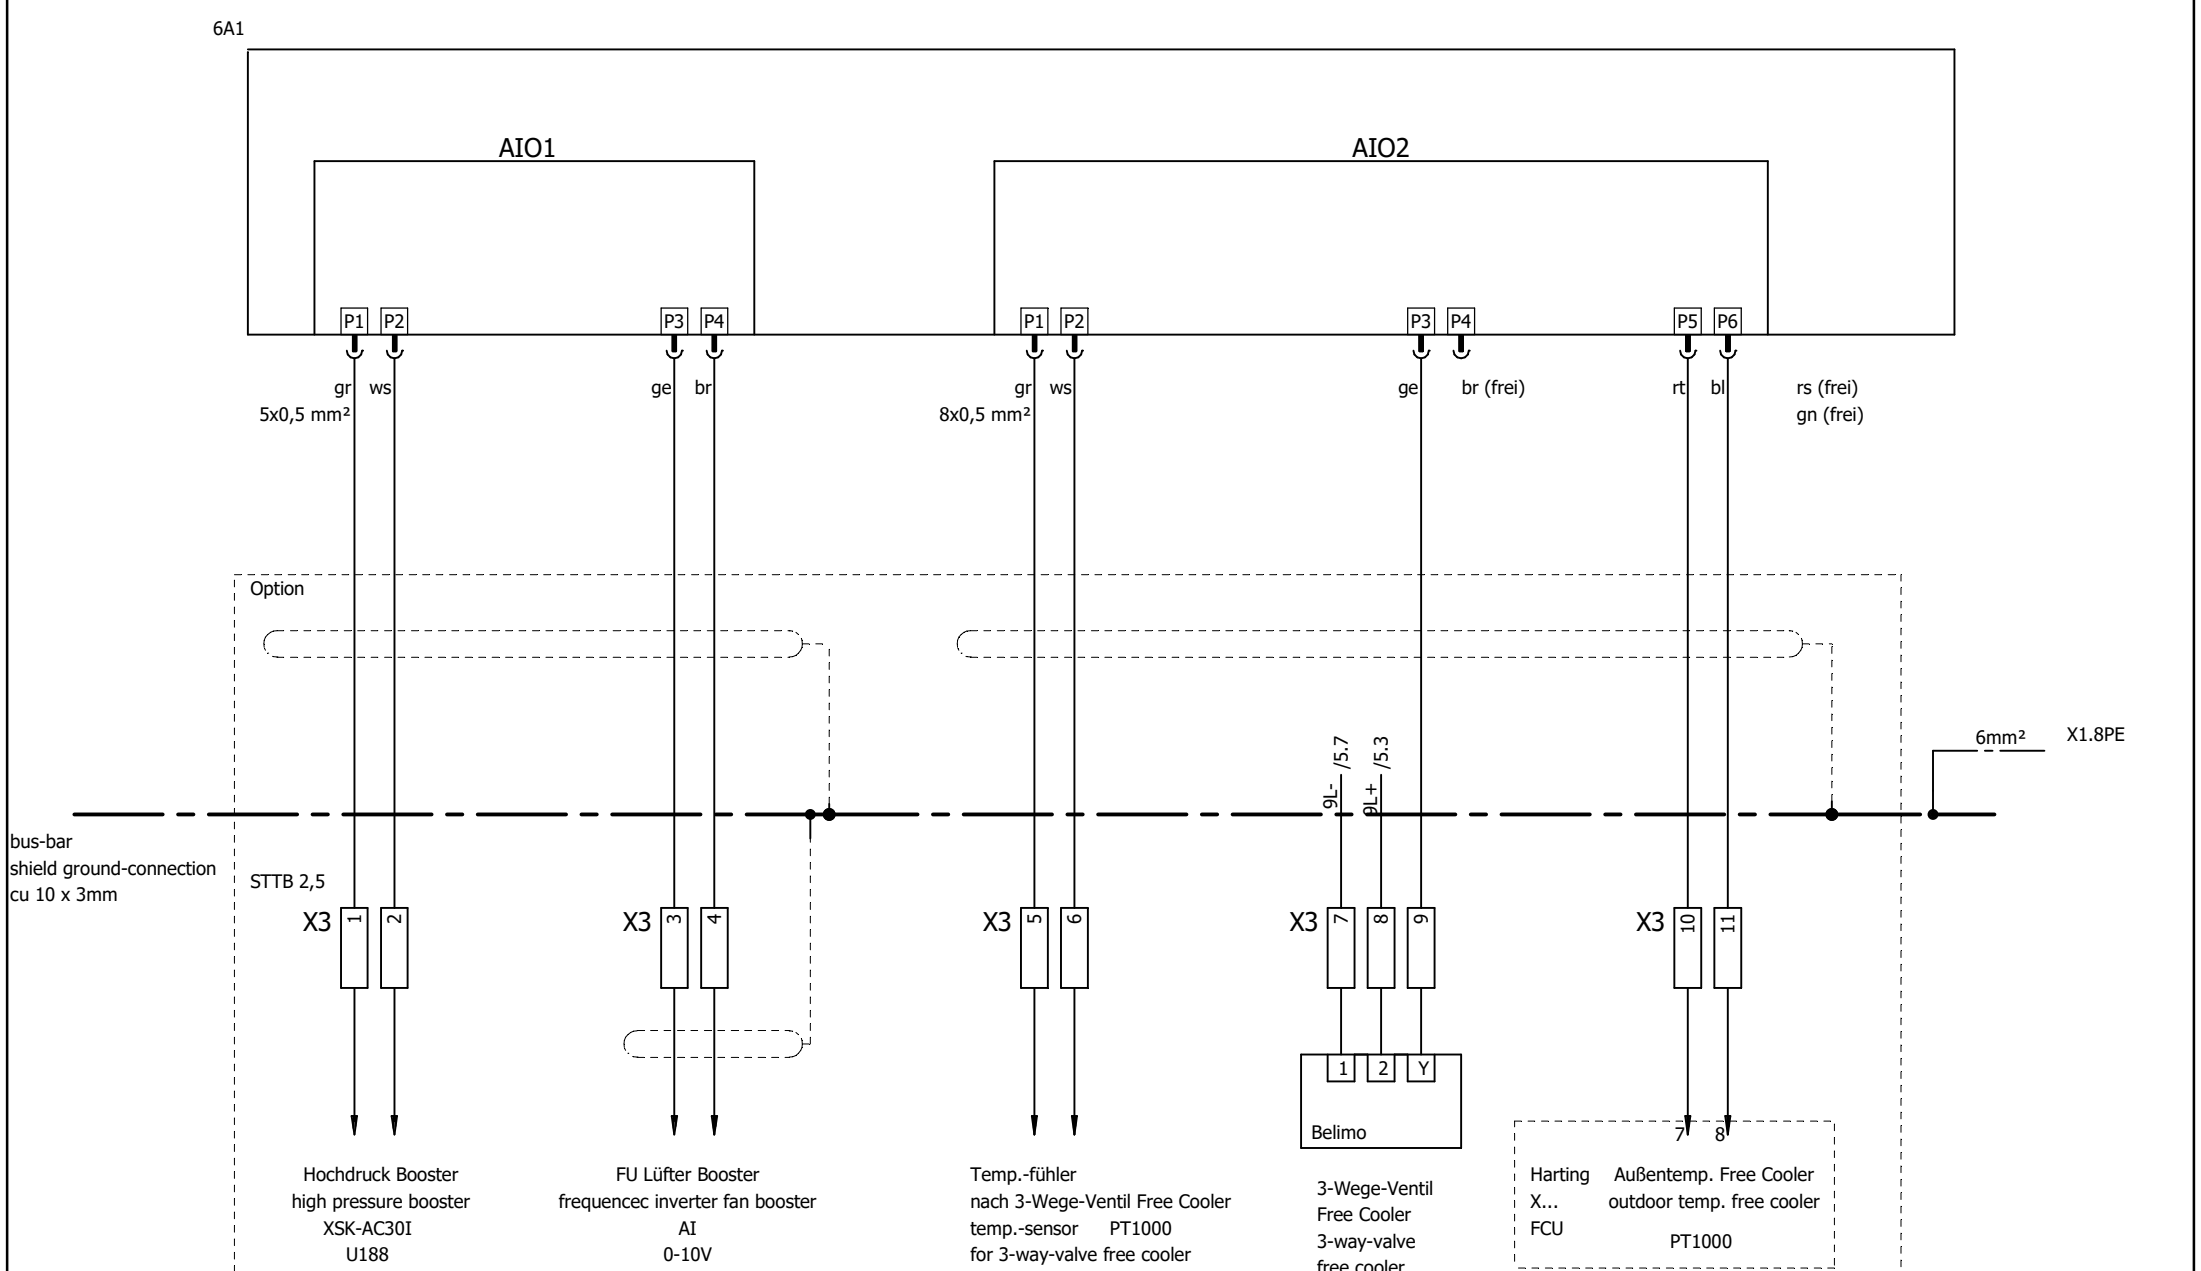 6A1
AIO1
AIO2
P1 P2 P3 P4
P1 P2 P3 P4 P5 P6
gr ws ge br
5x0,5 mm²
gr ws ge br (frei) rt bl rs (frei)
8x0,5 mm² gn (frei)
Option
9L- /5.7
9L+ /5.3
6mm² X1.8PE
bus-bar
shield ground-connection
cu 10 x 3mm
STTB 2,5
X3 1 2
X3 3 4
X3 5 6
X3 7 8 9
X3 10 11
1 2 Y
Belimo
7 8
Hochdruck Booster
high pressure booster
XSK-AC30I
U188
FU Lüfter Booster
frequencec inverter fan booster
AI
0-10V
Temp.-fühler
nach 3-Wege-Ventil Free Cooler
temp.-sensor PT1000
for 3-way-valve free cooler
3-Wege-Ventil
Free Cooler
3-way-valve
free cooler
Harting Außentemp. Free Cooler
X... outdoor temp. free cooler
FCU
PT1000